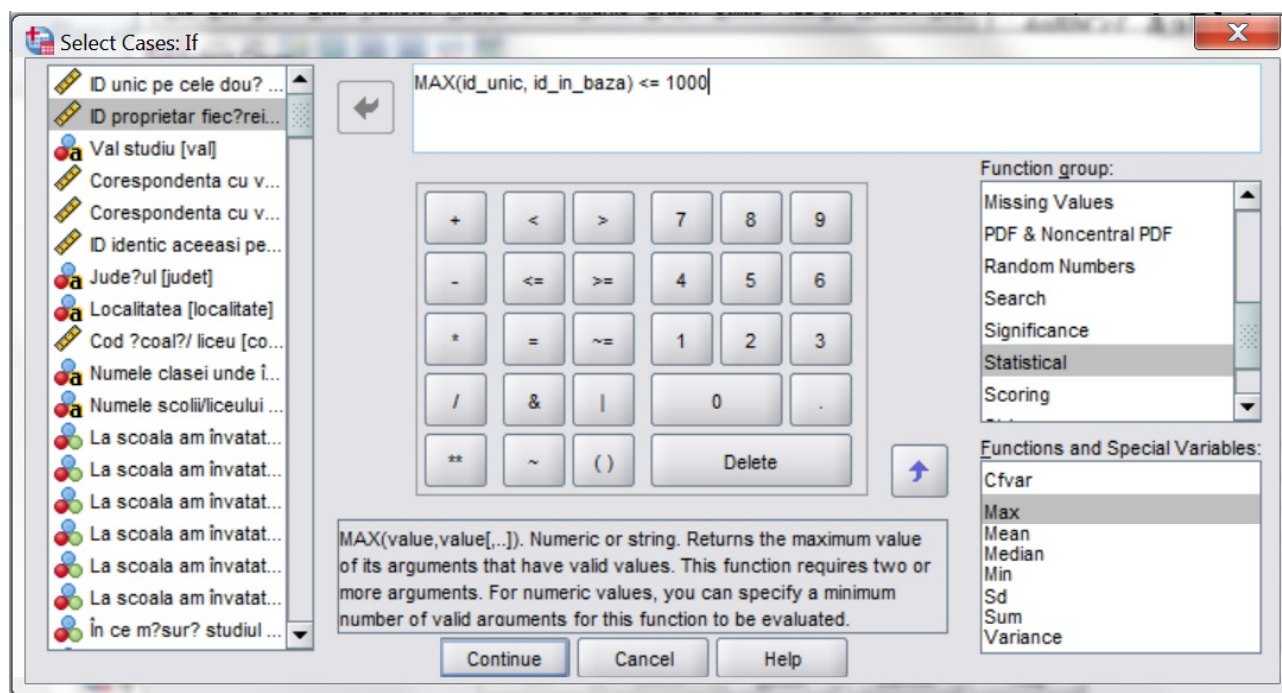 Select Cases: If
X
ID unic pe cele dou? ...
ID proprietar fiec?rei...
Val studiu [val]
Corespondenta cu v...
Corespondenta cu v...
ID identic aceeasi pe...
Jude?ul [judet]
Localitatea [localitate]
Cod ?coal?/ liceu [co...
Numele clasei unde î...
Numele scolii/liceului ...
La scoala am învatat...
La scoala am învatat...
La scoala am învatat...
La scoala am învatat...
La scoala am învatat...
La scoala am învatat...
În ce m?sur? studiul ...
MAX(id_unic, id_in_baza) <= 1000
+ < > 7 8 9
- <= >= 4 5 6
* = ~= 1 2 3
/ & | 0 .
** ~ ( ) Delete
Function group:
Missing Values
PDF & Noncentral PDF
Random Numbers
Search
Significance
Statistical
Scoring
Functions and Special Variables:
Cfvar
Max
Mean
Median
Min
Sd
Sum
Variance
MAX(value,value[,..]). Numeric or string. Returns the maximum value
of its arguments that have valid values. This function requires two or
more arguments. For numeric values, you can specify a minimum
number of valid arguments for this function to be evaluated.
Continue Cancel Help